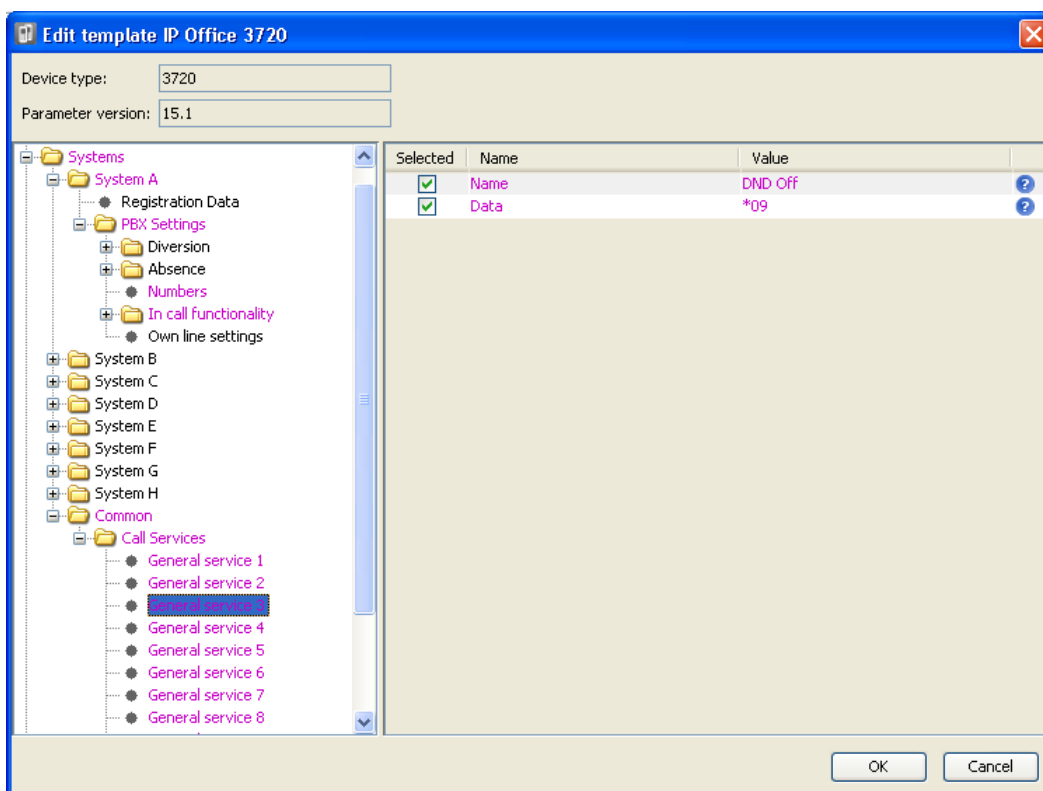 Edit template IP Office 3720
Device type: 3720
Parameter version: 15.1
Systems
System A
Registration Data
PBX Settings
Diversion
Absence
Numbers
In call functionality
Own line settings
System B
System C
System D
System E
System F
System G
System H
Common
Call Services
General service 1
General service 2
General service 3
General service 4
General service 5
General service 6
General service 7
General service 8
Selected Name Value
Name DND Off
Data *09
OK Cancel